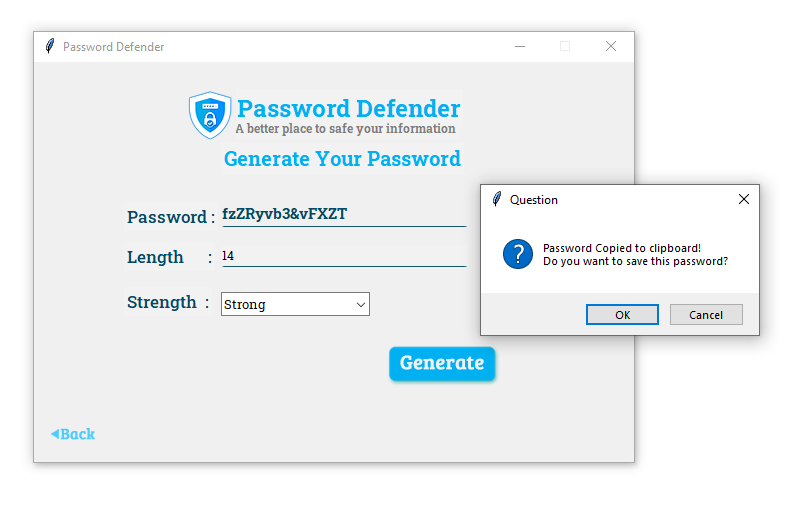 Password Defender
Password Defender
A better place to safe your information
Generate Your Password
Question
Password : fzZRyvb3&vFXZT
Password Copied to clipboard!
Do you want to save this password?
Length : 14
Strength : Strong
OK Cancel
Generate
Back